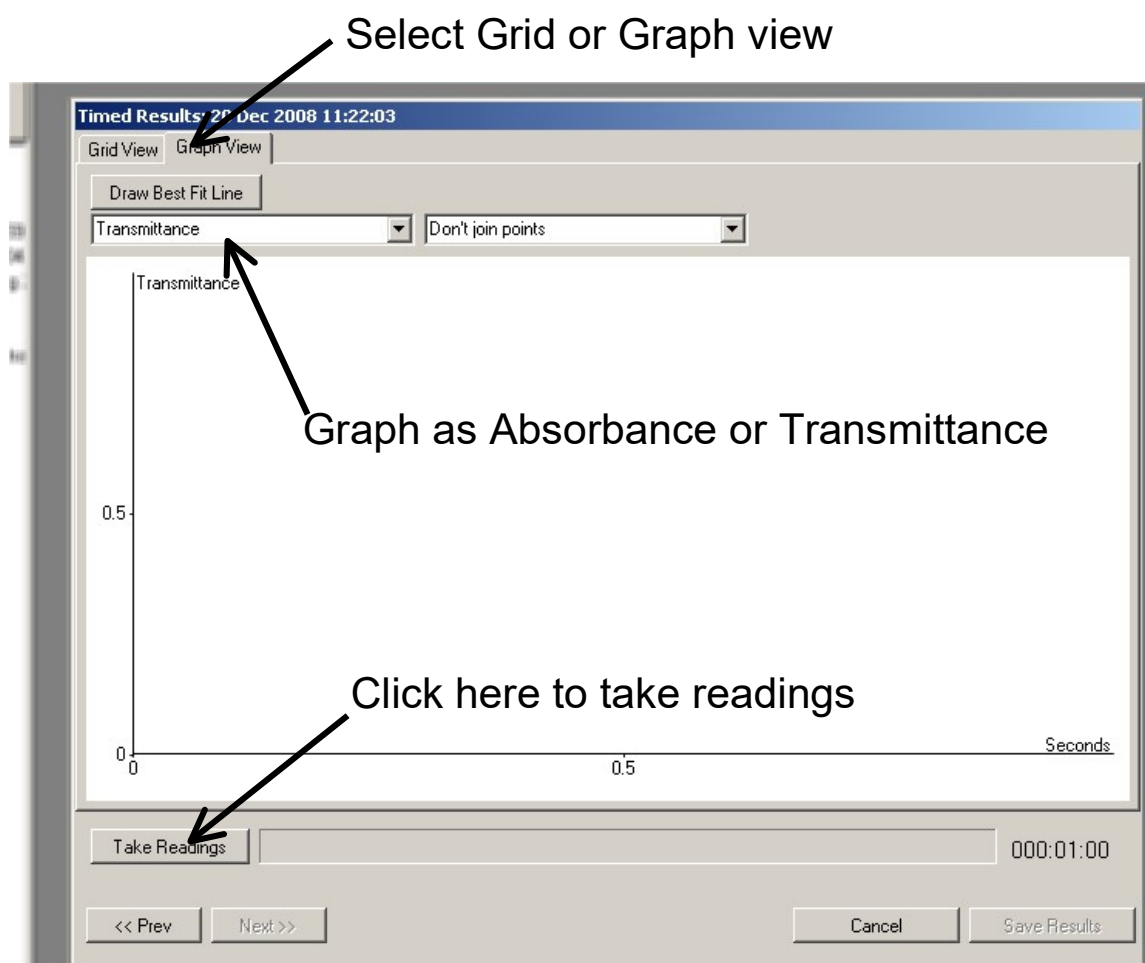 Select Grid or Graph view
Timed Results: 20 Dec 2008 11:22:03
Grid View Graph View
Draw Best Fit Line
Transmittance Don't join points
Transmittance
Graph as Absorbance or Transmittance
0.5
Click here to take readings
Seconds
0
0 0.5
Take Readings 000:01:00
<< Prev Next >> Cancel Save Results